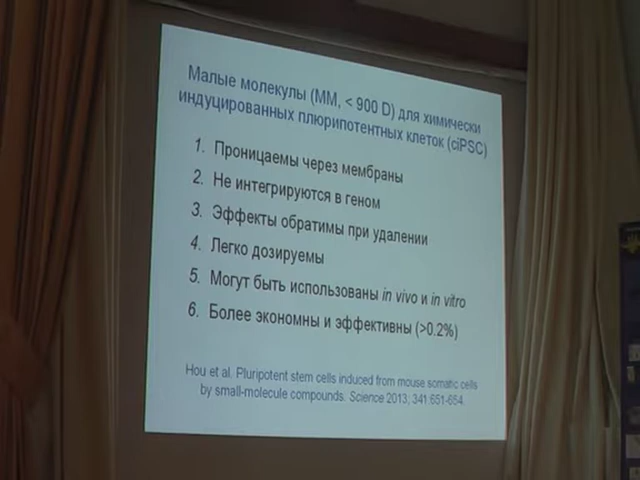 Малые молекулы (ММ, < 900 D) для химически
индуцированных плюрипотентных клеток (ciPSC)
1. Проницаемы через мембраны
2. Не интегрируются в геном
3. Эффекты обратимы при удалении
4. Легко дозируемы
5. Могут быть использованы in vivo и in vitro
6. Более экономны и эффективны (>0.2%)
Hou et al. Pluripotent stem cells induced from mouse somatic cells
by small-molecule compounds. Science 2013; 341:651-654.